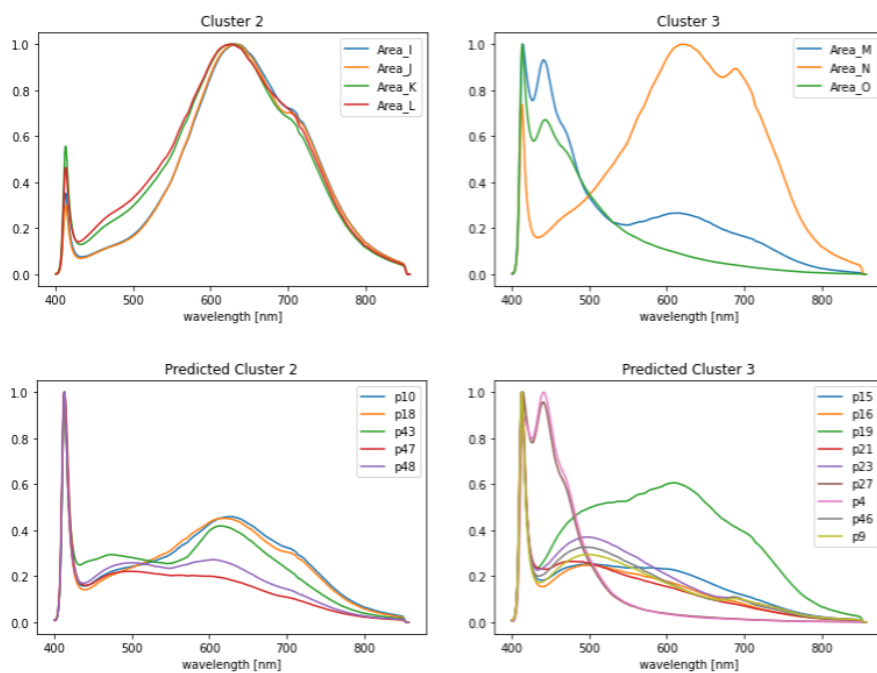 Cluster 2
1.0
0.8
0.6
0.4
0.2
0.0
Area_I
Area_J
Area_K
Area_L
400 500 600 700 800
wavelength [nm]
Cluster 3
1.0
0.8
0.6
0.4
0.2
0.0
Area_M
Area_N
Area_O
400 500 600 700 800
wavelength [nm]
Predicted Cluster 2
1.0
0.8
0.6
0.4
0.2
0.0
p10
p18
p43
p47
p48
400 500 600 700 800
wavelength [nm]
Predicted Cluster 3
1.0
0.8
0.6
0.4
0.2
0.0
p15
p16
p19
p21
p23
p27
p4
p46
p9
400 500 600 700 800
wavelength [nm]